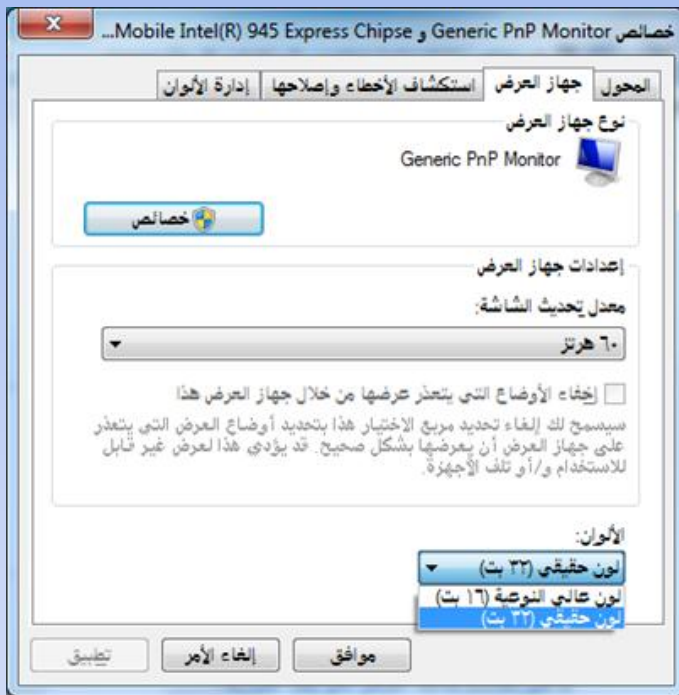 خصائص Generic PnP Monitor و Mobile Intel(R) 945 Express Chipse...
المحول
جهاز العرض
استكشاف الأخطاء وإصلاحها
إدارة الألوان
نوع جهاز العرض
Generic PnP Monitor
خصائص
إعدادات جهاز العرض
معدل تحديث الشاشة:
٦٠ هرتز
إخفاء الأوضاع التي يتعذر عرضها من خلال جهاز العرض هذا
سيسمح لك إلغاء تحديد مربع الاختيار هذا بتحديد أوضاع العرض التي يتعذر
على جهاز العرض أن يعرضها بشكل صحيح. قد يؤدي هذا لعرض غير قابل
للاستخدام و/أو تلف الأجهزة.
الألوان:
لون حقيقي (٣٢ بت)
لون عالي النوعية (١٦ بت)
لون حقيقي (٣٢ بت)
موافق
إلغاء الأمر
تطبيق